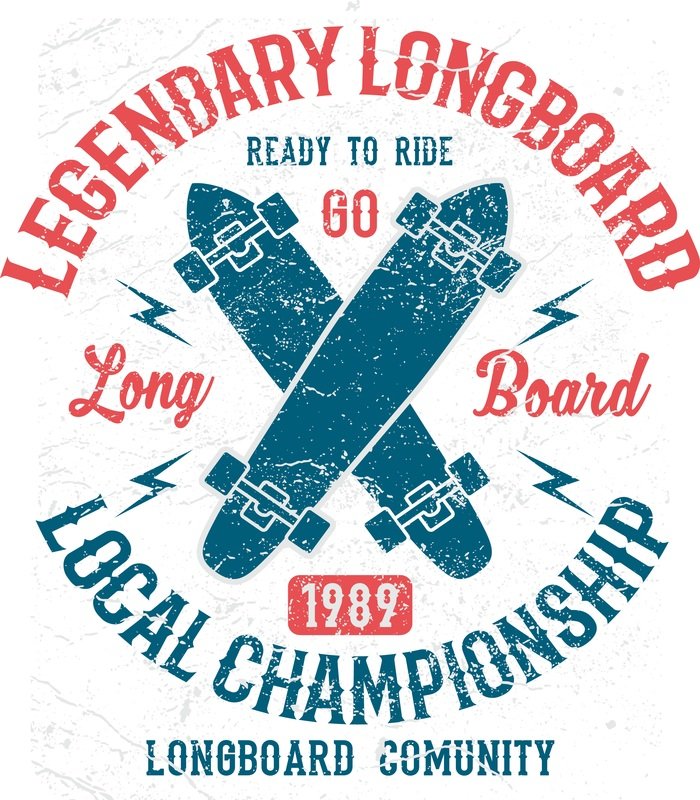 LEGENDARY LONGBOARD
READY TO RIDE
GO
Long Board
1989
LOCAL CHAMPIONSHIP
LONGBOARD COMUNITY